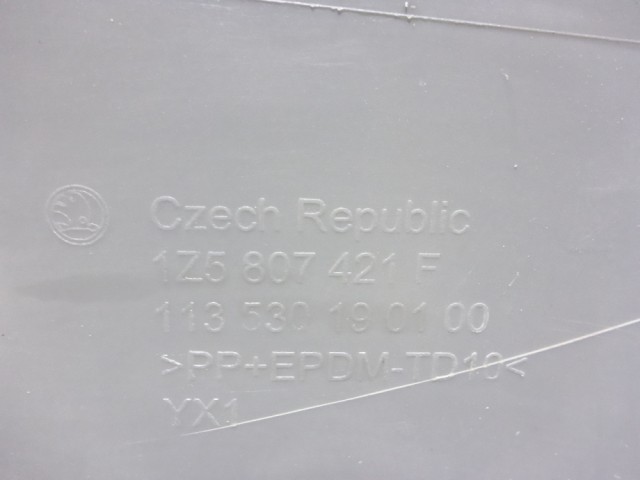 Czech Republic
1Z5 807 421 F
113 530 19 01 00
>PP+EPDM-TD10<
YX1